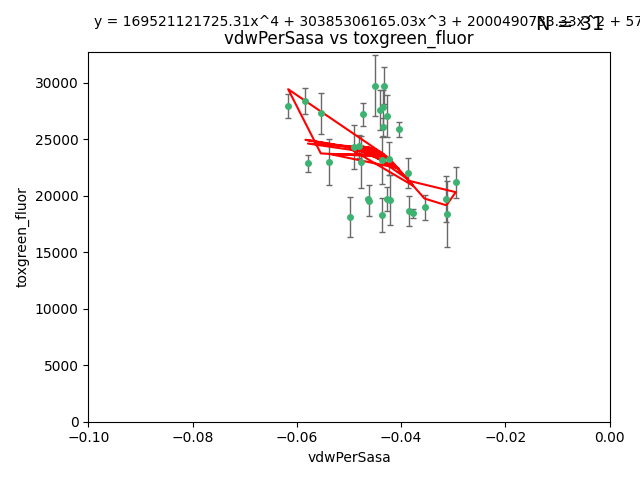 y = 169521121725.31x^4 + 30385306165.03x^3 +
N = 31
vdwPerSasa vs toxgreen_fluor
30000
25000
20000
15000
10000
5000
0
toxgreen_fluor
−0.10 −0.08 −0.06 −0.04 −0.02 0.00
vdwPerSasa